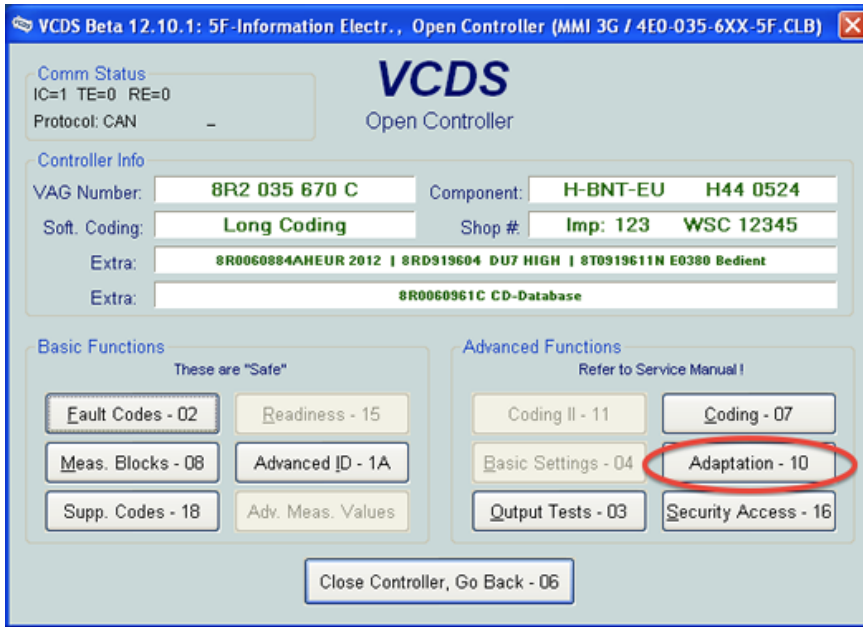 VCDS Beta 12.10.1: 5F-Information Electr., Open Controller (MMI 3G / 4E0-035-6XX-5F.CLB)
Comm Status
IC=1 TE=0 RE=0
Protocol: CAN –
VCDS
Open Controller
Controller Info
VAG Number: 8R2 035 670 C Component: H-BNT-EU H44 0524
Soft. Coding: Long Coding Shop #: Imp: 123 WSC 12345
Extra: 8R0060884AHEUR 2012 | 8RD919604 DU7 HIGH | 8T0919611N E0380 Bedient
Extra: 8R0060961C CD-Database
Basic Functions
These are "Safe"
Fault Codes - 02 Readiness - 15
Meas. Blocks - 08 Advanced ID - 1A
Supp. Codes - 18 Adv. Meas. Values
Advanced Functions
Refer to Service Manual !
Coding II - 11 Coding - 07
Basic Settings - 04 Adaptation - 10
Output Tests - 03 Security Access - 16
Close Controller, Go Back - 06